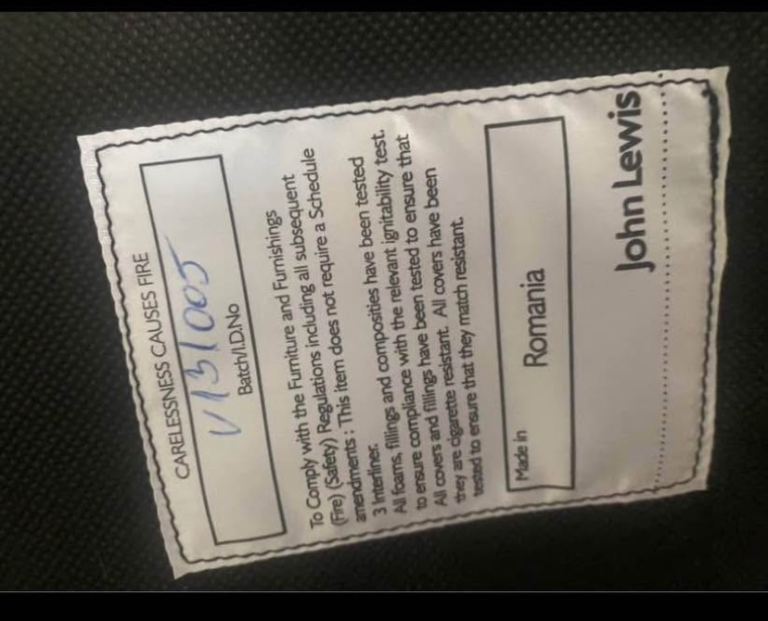 CARELESSNESS CAUSES FIRE
V131005
Batch/I.D.No
To Comply with the Furniture and Furnishings
(Fire) (Safety) Regulations including all subsequent
amendments : This item does not require a Schedule
3 Interliner.
All foams, fillings and composities have been tested
to ensure compliance with the relevant ignitability test.
All covers and fillings have been tested to ensure that
they are cigarette resistant. All covers have been
tested to ensure that they match resistant.
Made in
Romania
John Lewis